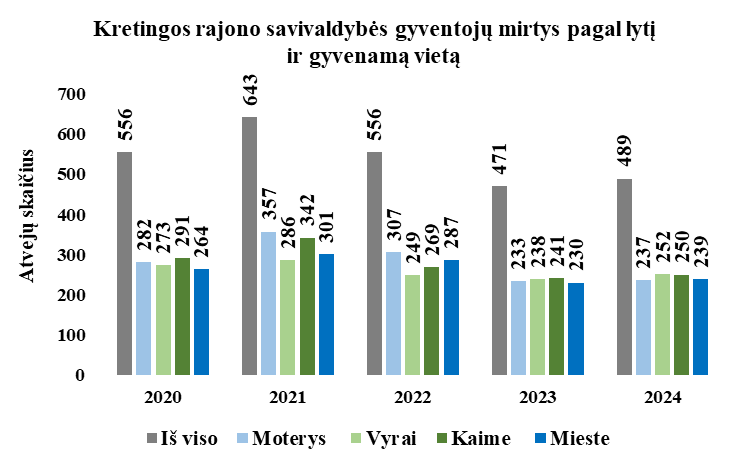 Kretingos rajono savivaldybės gyventojų mirtys pagal lytį
ir gyvenamą vietą
Atvejų skaičius
700
600
500
400
300
200
100
0
556 282 273 291 264
643 357 286 342 301
556 307 249 269 287
471 233 238 241 230
489 237 252 250 239
2020 2021 2022 2023 2024
Iš viso Moterys Vyrai Kaime Mieste